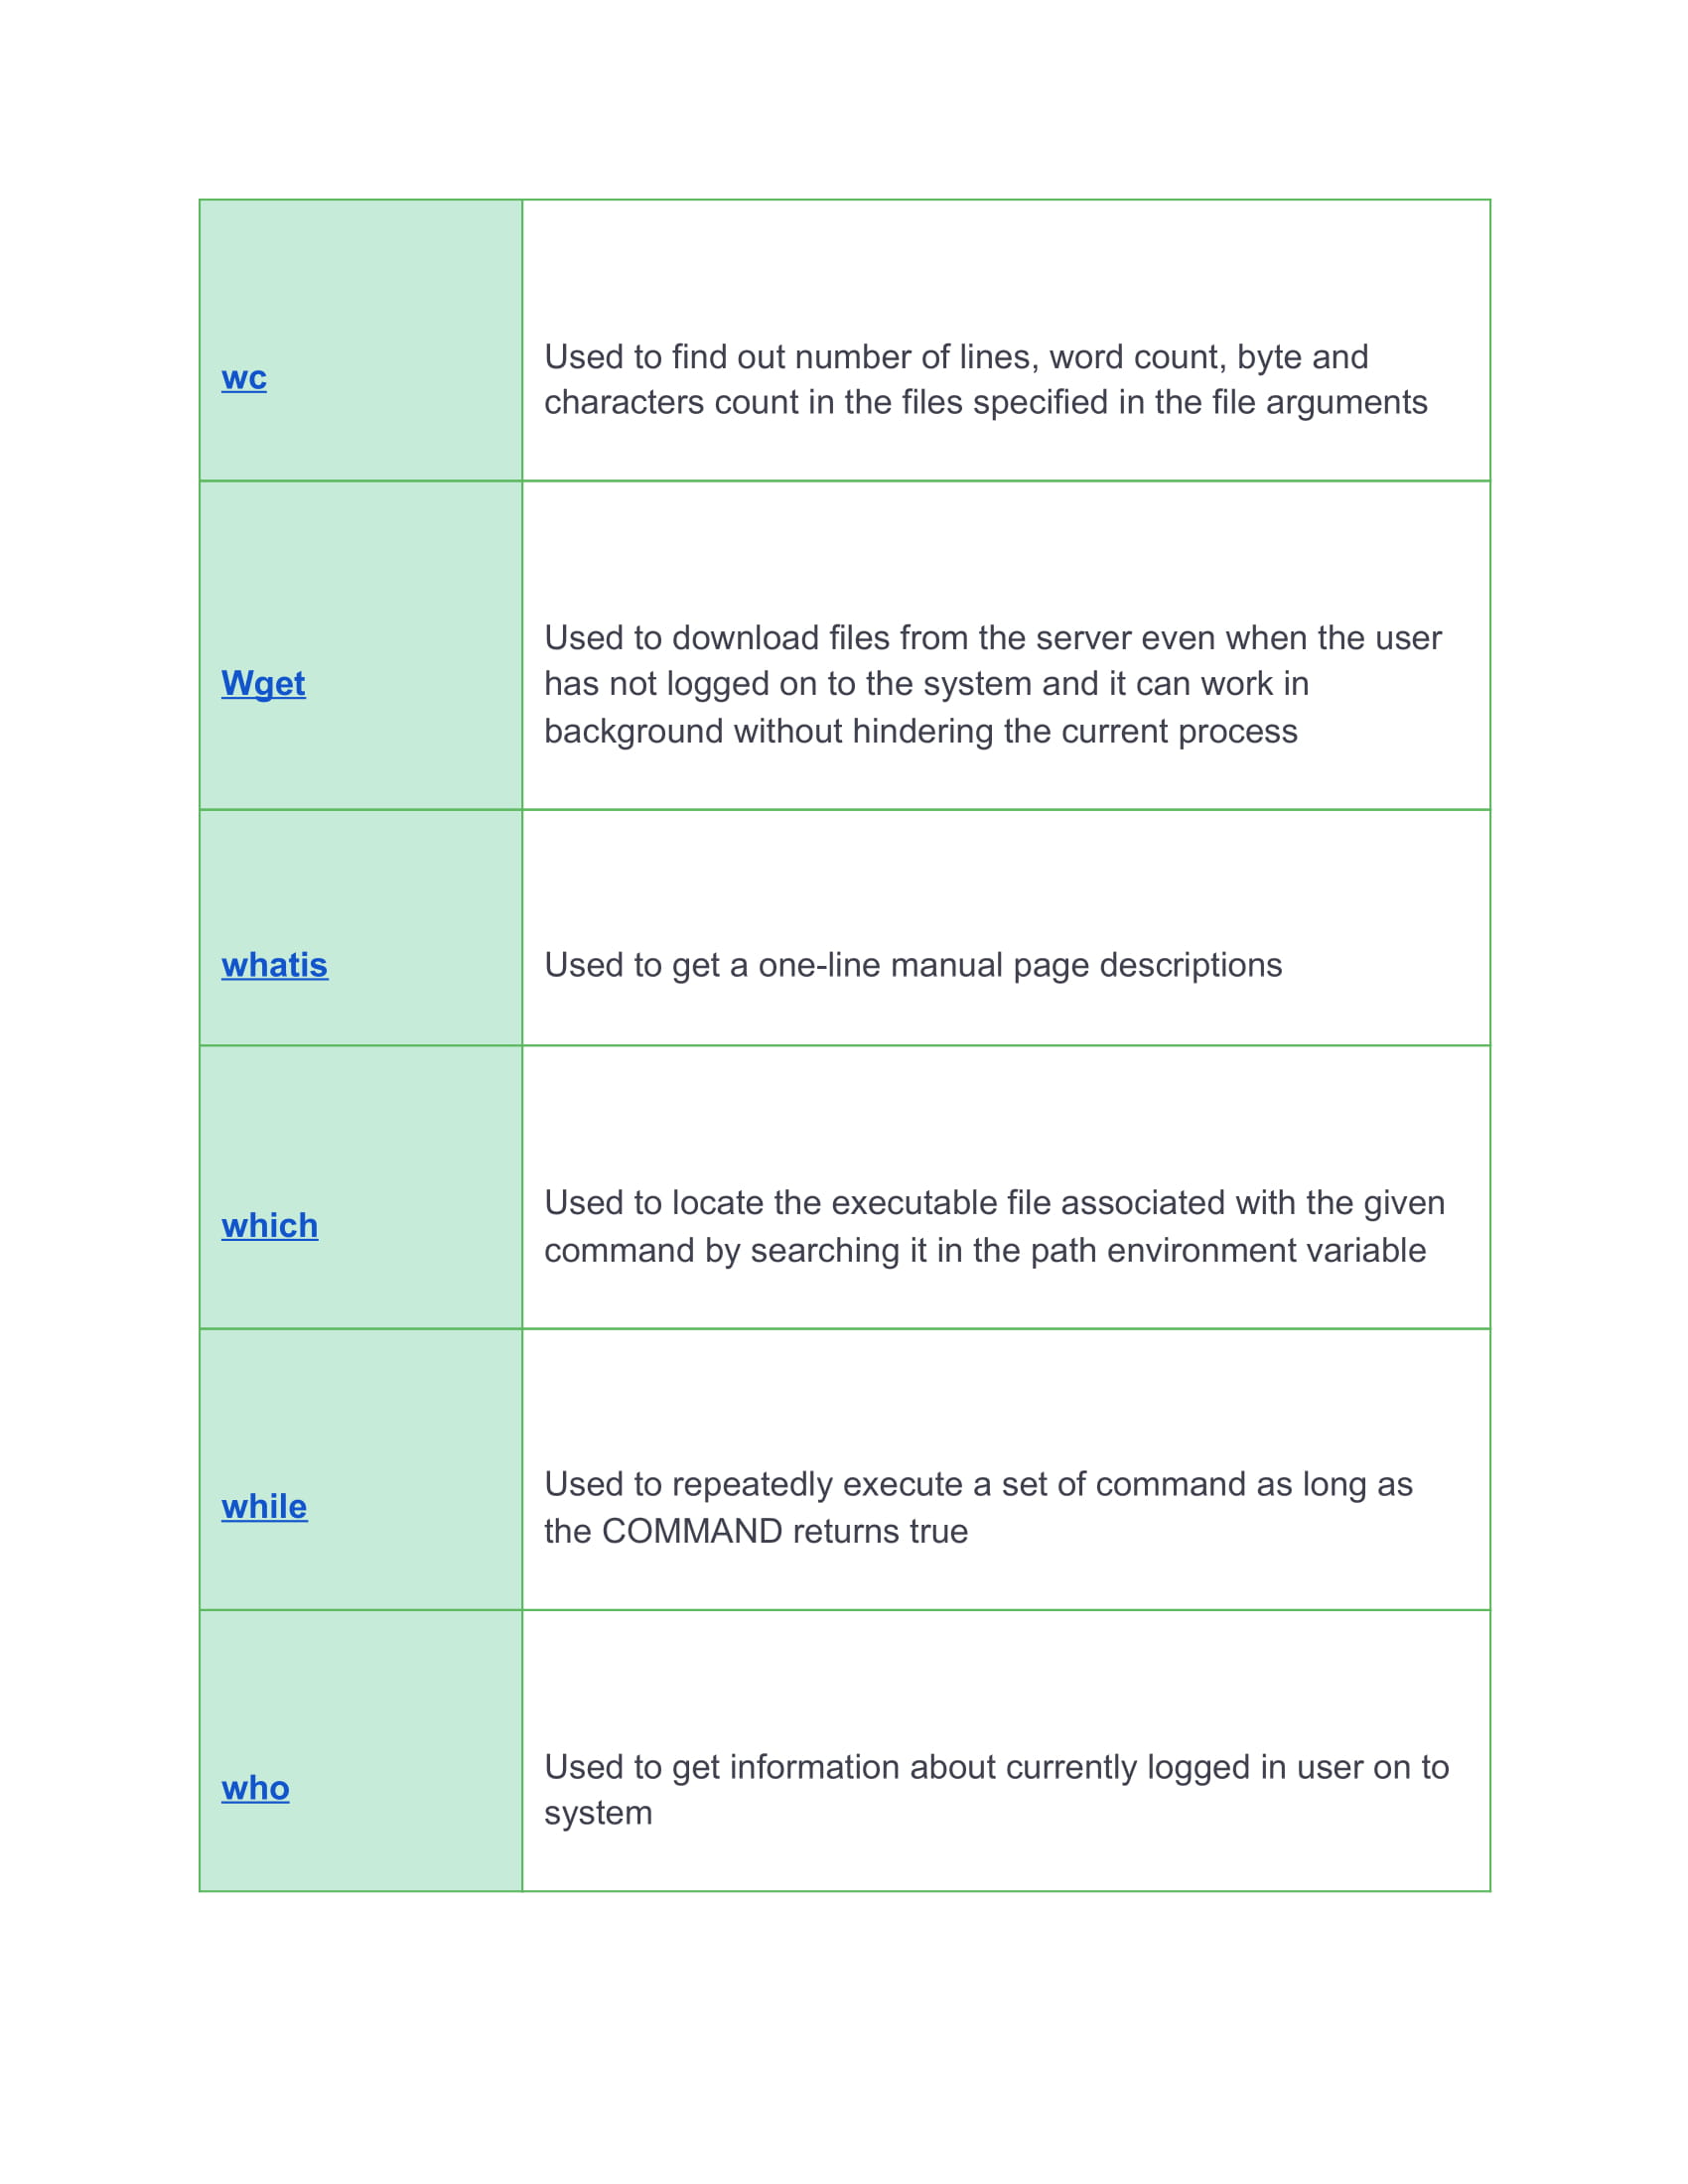 wc
Used to find out number of lines, word count, byte and
characters count in the files specified in the file arguments
Wget
Used to download files from the server even when the user
has not logged on to the system and it can work in
background without hindering the current process
whatis
Used to get a one-line manual page descriptions
which
Used to locate the executable file associated with the given
command by searching it in the path environment variable
while
Used to repeatedly execute a set of command as long as
the COMMAND returns true
who
Used to get information about currently logged in user on to
system